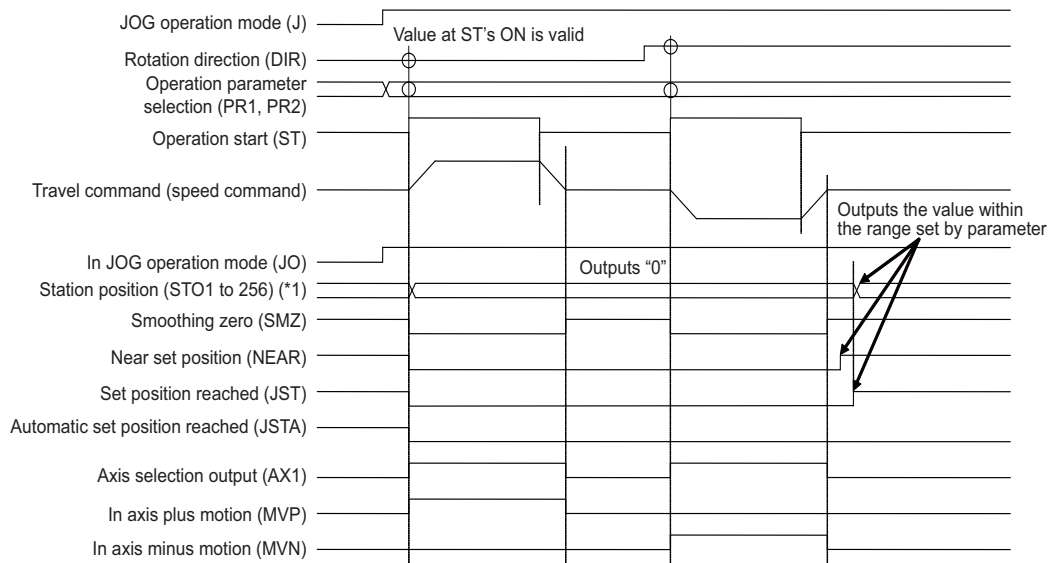 JOG operation mode (J)
Value at ST's ON is valid
Rotation direction (DIR)
Operation parameter
selection (PR1, PR2)
Operation start (ST)
Travel command (speed command)
Outputs the value within
the range set by parameter
In JOG operation mode (JO)
Outputs “0”
Station position (STO1 to 256) (*1)
Smoothing zero (SMZ)
Near set position (NEAR)
Set position reached (JST)
Automatic set position reached (JSTA)
Axis selection output (AX1)
In axis plus motion (MVP)
In axis minus motion (MVN)